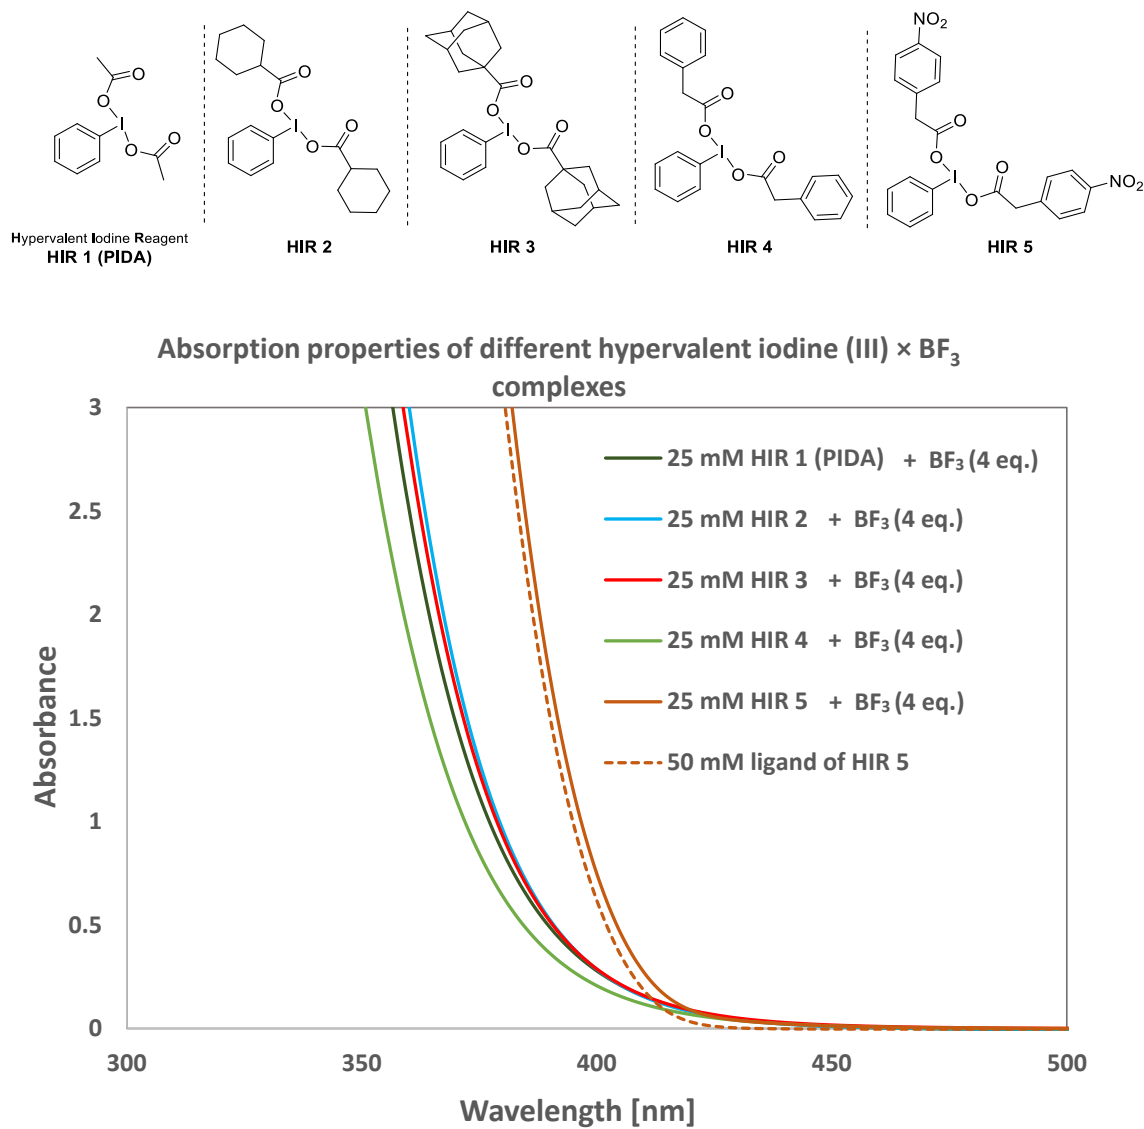 O
O
I
O
O
Hypervalent Iodine Reagent
HIR 1 (PIDA)
O
O
I
O
O
HIR 2
O
O
I
O
O
HIR 3
O
O
I
O
O
HIR 4
NO2
O
O
I
O
O
NO2
HIR 5
Absorption properties of different hypervalent iodine (III) × BF3
complexes
25 mM HIR 1 (PIDA) + BF3 (4 eq.)
25 mM HIR 2 + BF3 (4 eq.)
25 mM HIR 3 + BF3 (4 eq.)
25 mM HIR 4 + BF3 (4 eq.)
25 mM HIR 5 + BF3 (4 eq.)
50 mM ligand of HIR 5
Absorbance
3
2.5
2
1.5
1
0.5
0
300
350
400
450
500
Wavelength [nm]